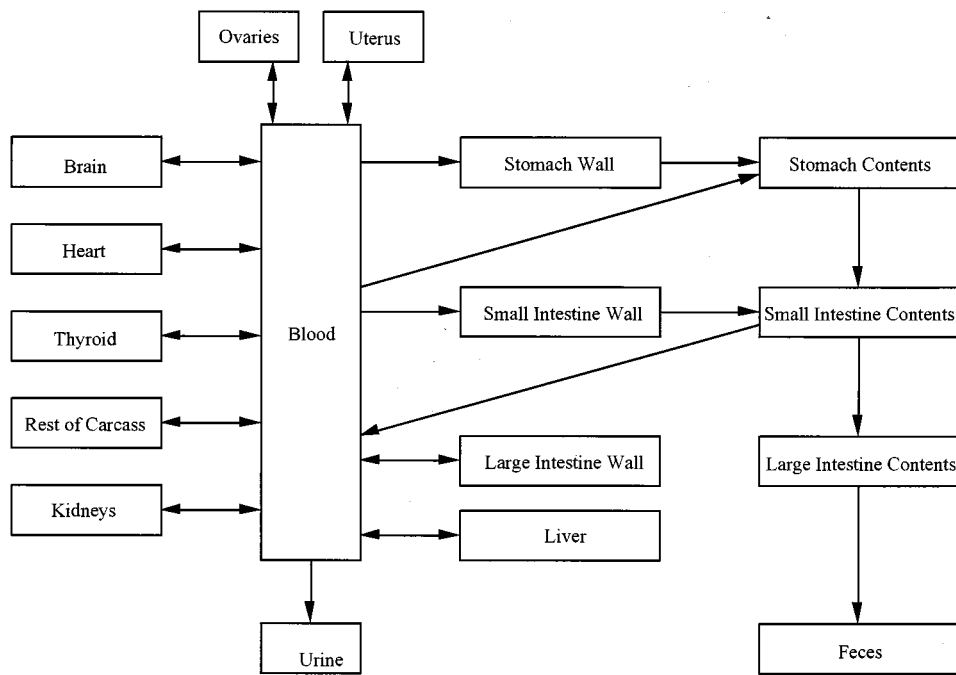 Ovaries
Uterus
Brain
Stomach Wall
Stomach Contents
Heart
Thyroid
Blood
Small Intestine Wall
Small Intestine Contents
Rest of Carcass
Large Intestine Wall
Large Intestine Contents
Kidneys
Liver
Urine
Feces